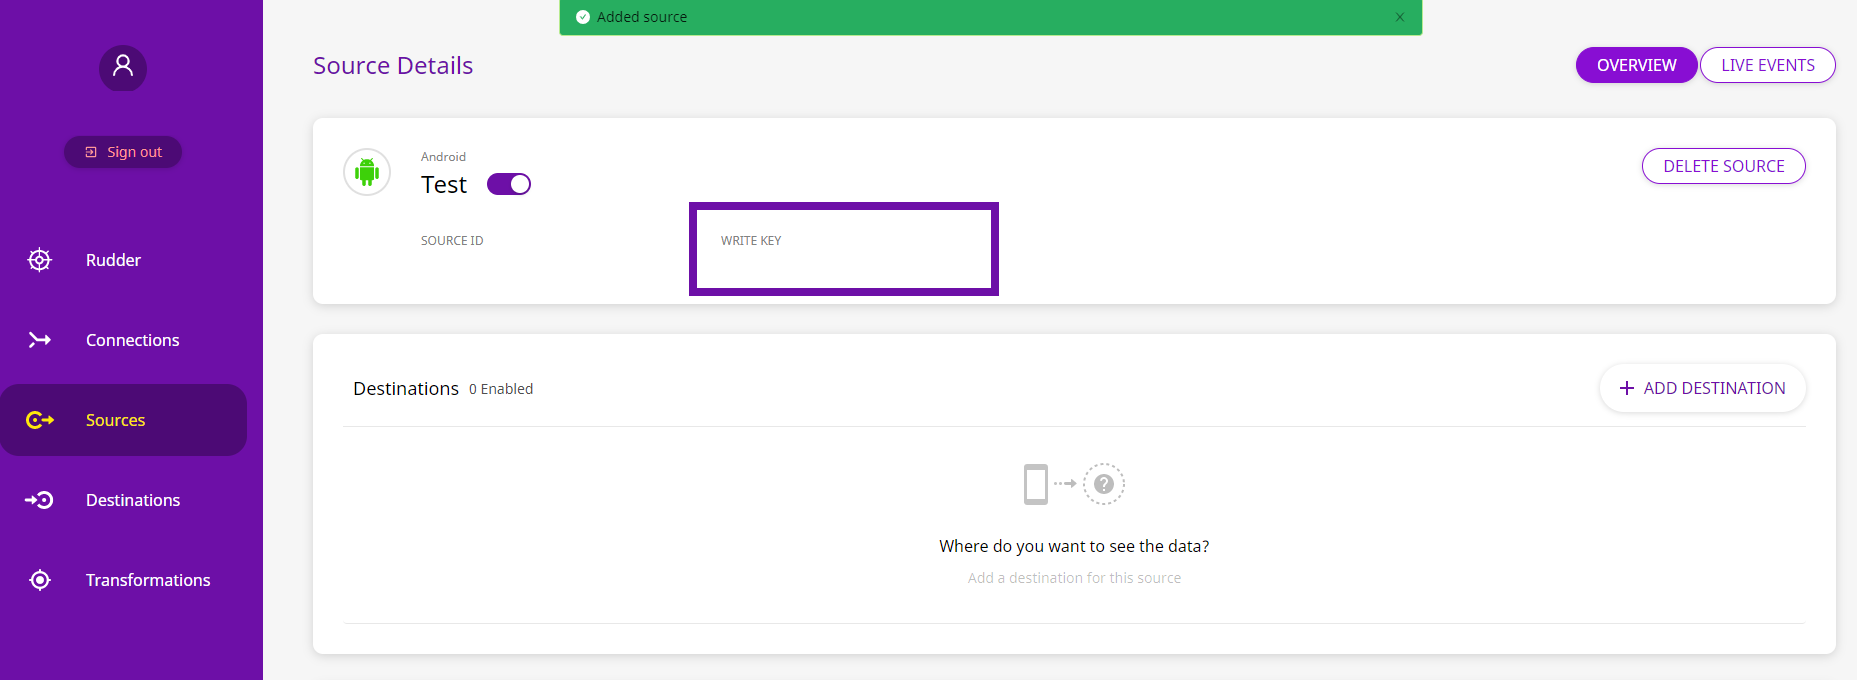 Added source
Sign out
Rudder
Connections
Sources
Destinations
Transformations
Source Details
OVERVIEW
LIVE EVENTS
Android
Test
DELETE SOURCE
SOURCE ID
WRITE KEY
Destinations 0 Enabled
+ ADD DESTINATION
?
Where do you want to see the data?
Add a destination for this source